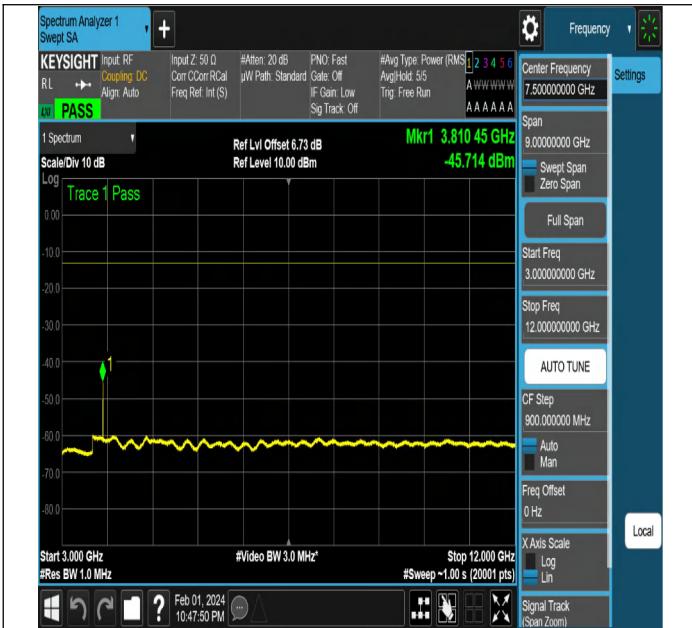 Spectrum Analyzer 1
Swept SA
Frequency
KEYSIGHT
RL
LXI
PASS
Input: RF
Coupling: DC
Align: Auto
Input Z: 50 Ω
Corr CCorr RCal
Freq Ref: Int (S)
#Atten: 20 dB
µW Path: Standard
PNO: Fast
Gate: Off
IF Gain: Low
Sig Track: Off
#Avg Type: Power (RMS
Avg|Hold: 5/5
Trig: Free Run
1 2 3 4 5 6
A W W W W W
A A A A A A
Center Frequency
7.500000000 GHz
Settings
Span
9.00000000 GHz
Swept Span
Zero Span
Full Span
Start Freq
3.000000000 GHz
Stop Freq
12.000000000 GHz
AUTO TUNE
CF Step
900.000000 MHz
Auto
Man
Freq Offset
0 Hz
X Axis Scale
Log
Lin
Signal Track
(Span Zoom)
Local
1 Spectrum
Scale/Div 10 dB
Log
Ref Lvl Offset 6.73 dB
Ref Level 10.00 dBm
Mkr1 3.810 45 GHz
-45.714 dBm
Trace 1 Pass
0.00
-10.0
-20.0
-30.0
-40.0
-50.0
-60.0
-70.0
-80.0
1
Start 3.000 GHz
#Res BW 1.0 MHz
#Video BW 3.0 MHz*
Stop 12.000 GHz
#Sweep ~1.00 s (20001 pts)
?
Feb 01, 2024
10:47:50 PM